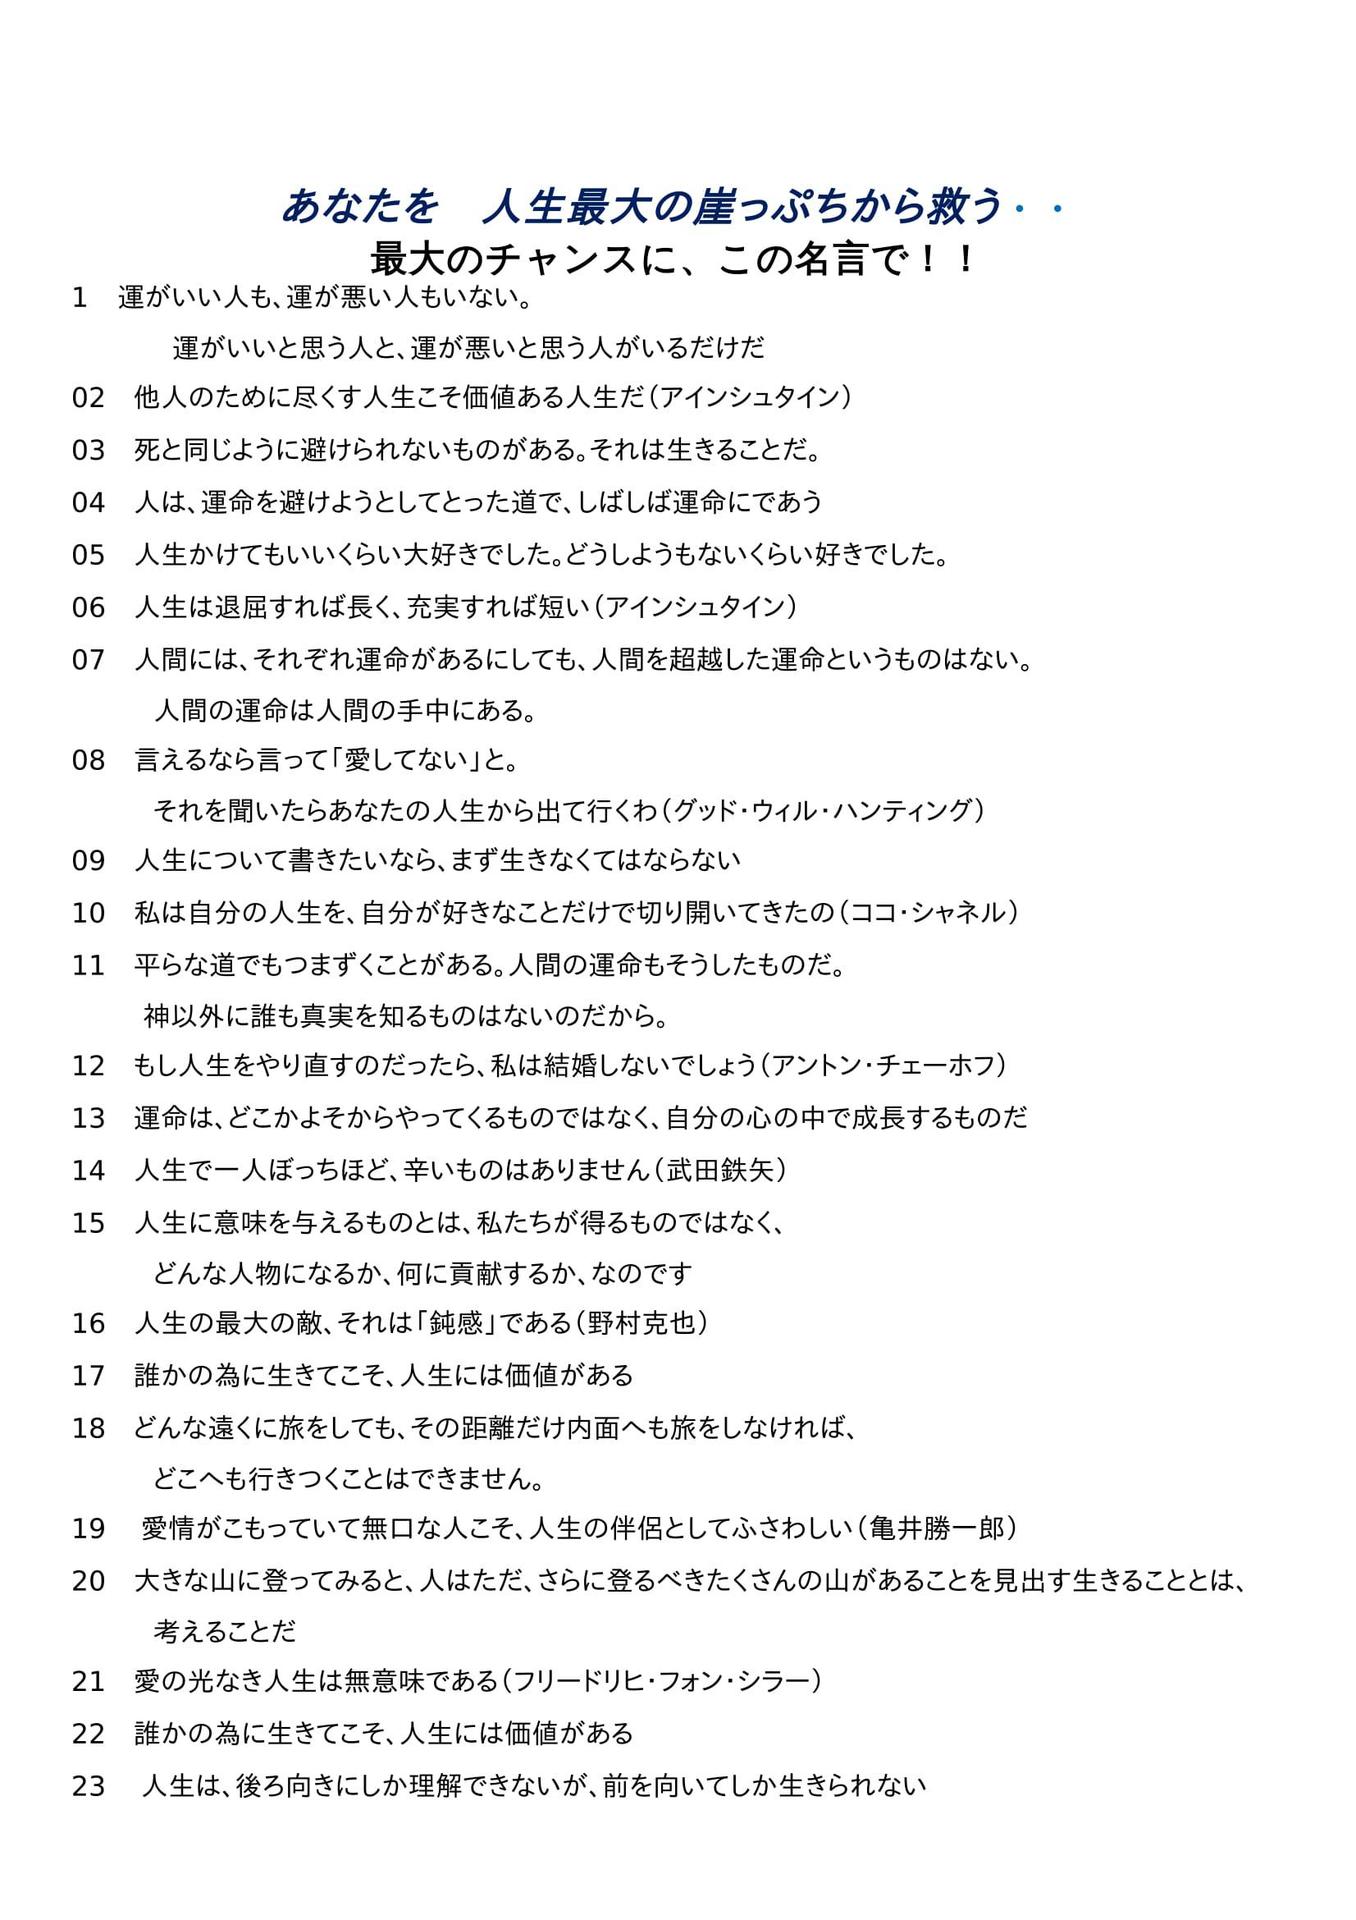 あなたを　人生最大の崖っぷちから救う・・
最大のチャンスに、この名言で！！
1　運がいい人も、運が悪い人もいない。
運がいいと思う人と、運が悪いと思う人がいるだけだ
02　他人のために尽くす人生こそ価値ある人生だ（アインシュタイン）
03　死と同じように避けられないものがある。それは生きることだ。
04　人は、運命を避けようとしてとった道で、しばしば運命にであう
05　人生かけてもいいくらい大好きでした。どうしようもないくらい好きでした。
06　人生は退屈すれば長く、充実すれば短い（アインシュタイン）
07　人間には、それぞれ運命があるにしても、人間を超越した運命というものはない。
人間の運命は人間の手中にある。
08　言えるなら言って「愛してない」と。
それを聞いたらあなたの人生から出て行くわ（グッド・ウィル・ハンティング）
09　人生について書きたいなら、まず生きなくてはならない
10　私は自分の人生を、自分が好きなことだけで切り開いてきたの（ココ・シャネル）
11　平らな道でもつまずくことがある。人間の運命もそうしたものだ。
神以外に誰も真実を知るものはないのだから。
12　もし人生をやり直すのだったら、私は結婚しないでしょう（アントン・チェーホフ）
13　運命は、どこかよそからやってくるものではなく、自分の心の中で成長するものだ
14　人生で一人ぼっちほど、辛いものはありません（武田鉄矢）
15　人生に意味を与えるものとは、私たちが得るものではなく、
どんな人物になるか、何に貢献するか、なのです
16　人生の最大の敵、それは「鈍感」である（野村克也）
17　誰かの為に生きてこそ、人生には価値がある
18　どんな遠くに旅をしても、その距離だけ内面へも旅をしなければ、
どこへも行きつくことはできません。
19　愛情がこもっていて無口な人こそ、人生の伴侶としてふさわしい（亀井勝一郎）
20　大きな山に登ってみると、人はただ、さらに登るべきたくさんの山があることを見出す生きることとは、
考えることだ
21　愛の光なき人生は無意味である（フリードリヒ・フォン・シラー）
22　誰かの為に生きてこそ、人生には価値がある
23　人生は、後ろ向きにしか理解できないが、前を向いてしか生きられない